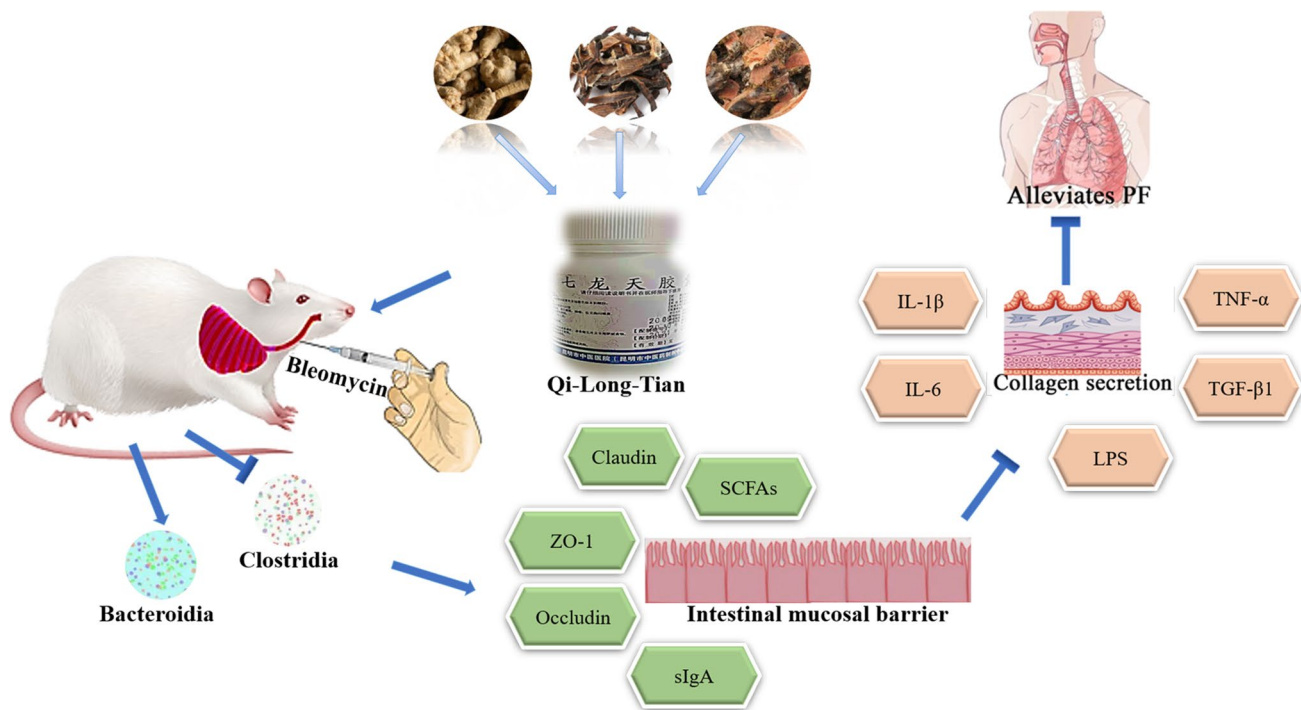 Alleviates PF
七龙天胶
IL-1β
TNF-α
Bleomycin
Qi-Long-Tian
IL-6
Collagen secretion
TGF-β1
LPS
Claudin
SCFAs
ZO-1
Clostridia
Bacteroidia
Occludin
Intestinal mucosal barrier
sIgA